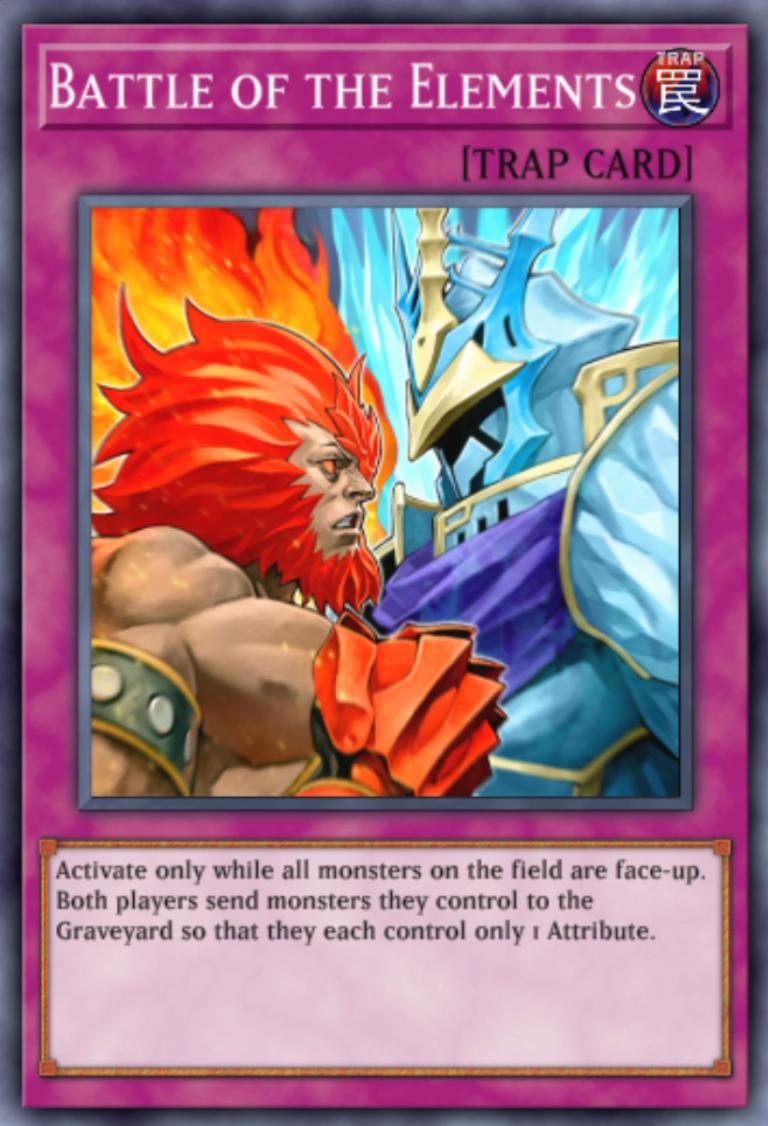 BATTLE OF THE ELEMENTS
TRAP
罠
[TRAP CARD]
Activate only while all monsters on the field are face-up.
Both players send monsters they control to the
Graveyard so that they each control only 1 Attribute.